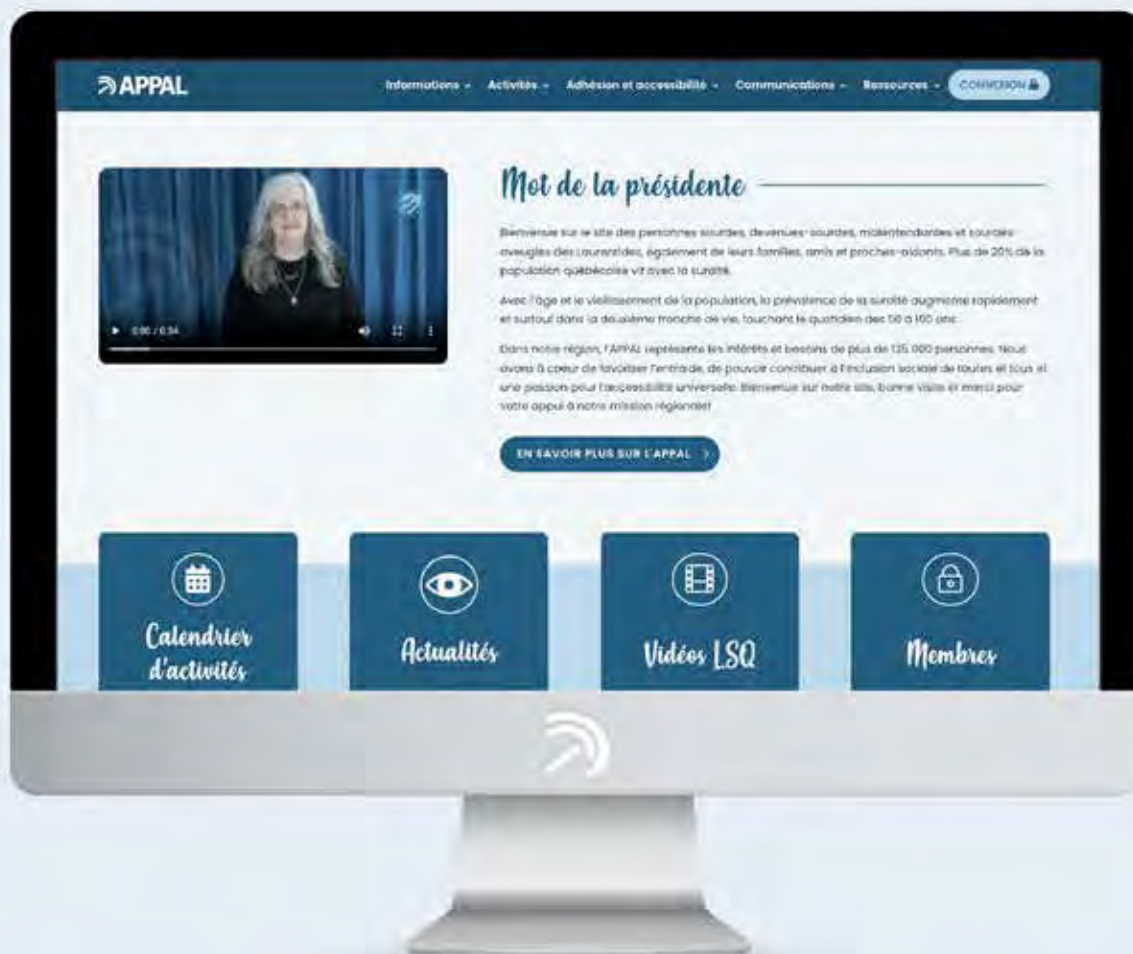 APPAL
Informations
Activités
Adhésion et accessibilité
Communications
Ressources
CONNEXION
Mot de la présidente
Bienvenue sur le site des personnes sourdes, devenues-sourdes, malentendantes et sourdes-
aveugles des Laurentides, également de leurs familles, amis et proches-aidants. Plus de 20% de la
population québécoise vit avec la surdité.
Avec l'âge et le vieillissement de la population, la prévalence de la surdité augmente rapidement
et surtout dans la deuxième tranche de vie, touchant le quotidien des 50 à 105 ans.
Dans notre région, l'APPAL représente les intérêts et besoins de plus de 125 000 personnes. Nous
avons à coeur de favoriser l'entraide, de pouvoir contribuer à l'inclusion sociale de toutes et tous et
une passion pour l'accessibilité universelle. Bienvenue sur notre site, bonne visite et merci pour
votre appui à notre mission régionale!
0:00 / 0:34
EN SAVOIR PLUS SUR L'APPAL
Calendrier
d'activités
Actualités
Vidéos LSQ
Membres